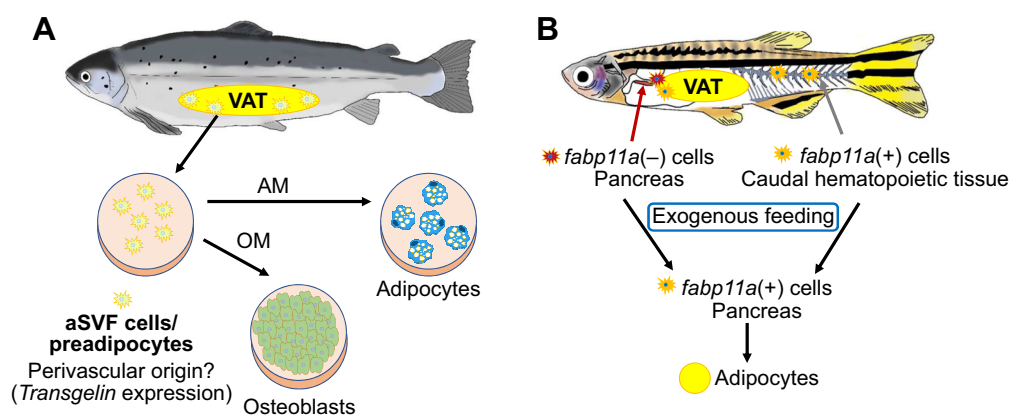 A
VAT
AM
OM
Adipocytes
aSVF cells/
preadipocytes
Perivascular origin?
(Transgelin expression)
Osteoblasts
B
VAT
fabp11a(–) cells
Pancreas
fabp11a(+) cells
Caudal hematopoietic tissue
Exogenous feeding
fabp11a(+) cells
Pancreas
Adipocytes